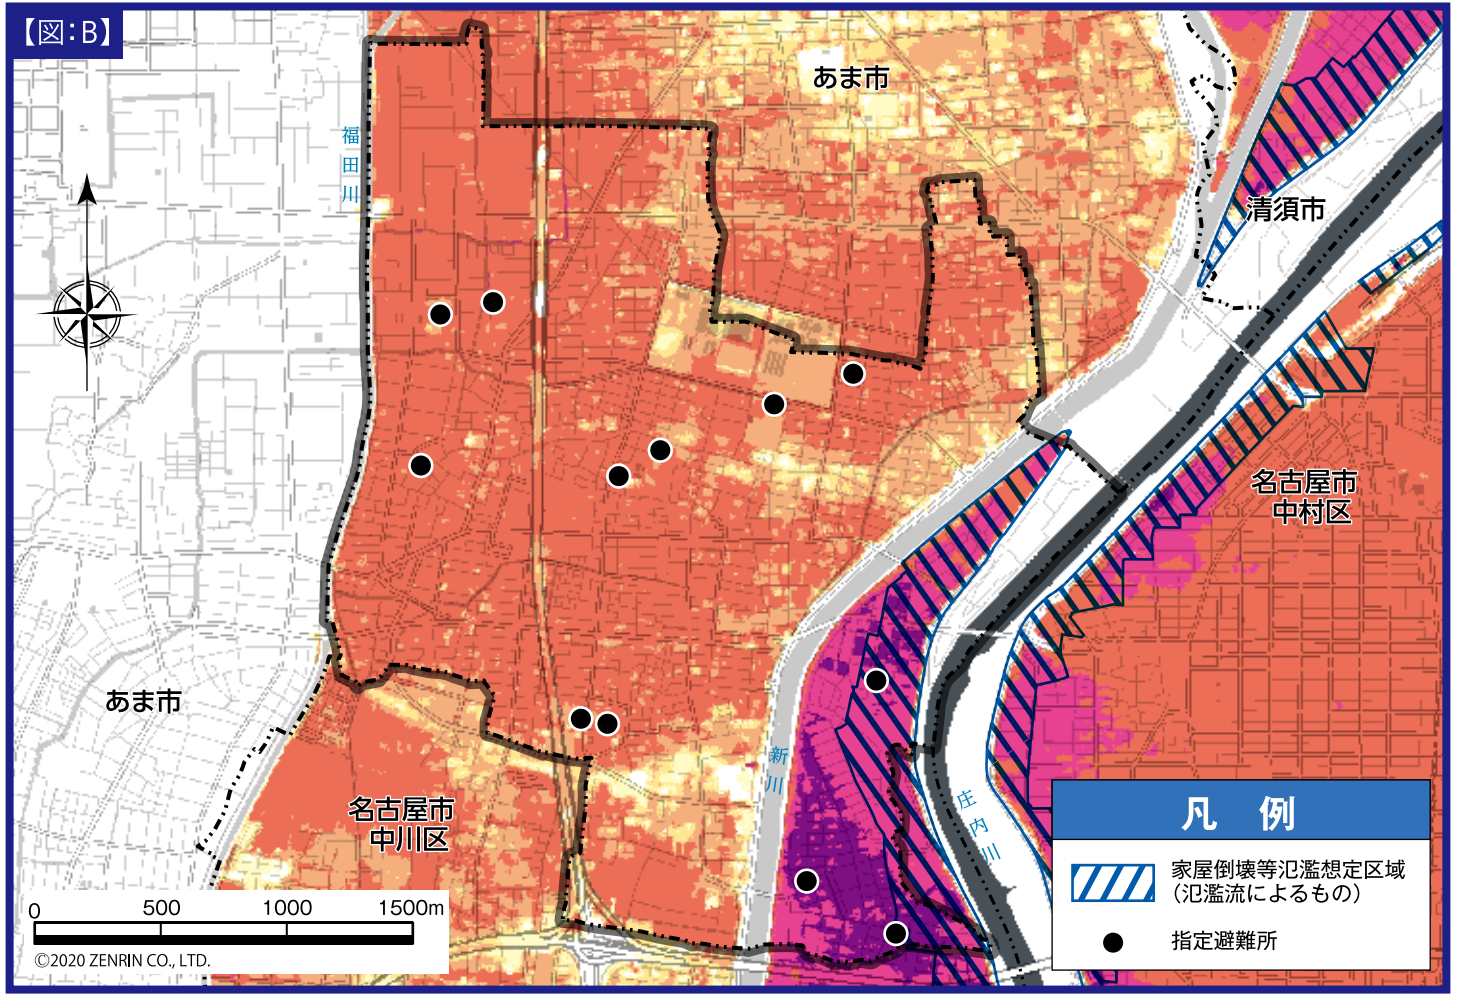 【図：B】
あま市
福田川
清須市
名古屋市
中村区
あま市
新川
庄内川
名古屋市
中川区
凡 例
家屋倒壊等氾濫想定区域
（氾濫流によるもの）
指定避難所
0 500 1000 1500m
©2020 ZENRIN CO., LTD.